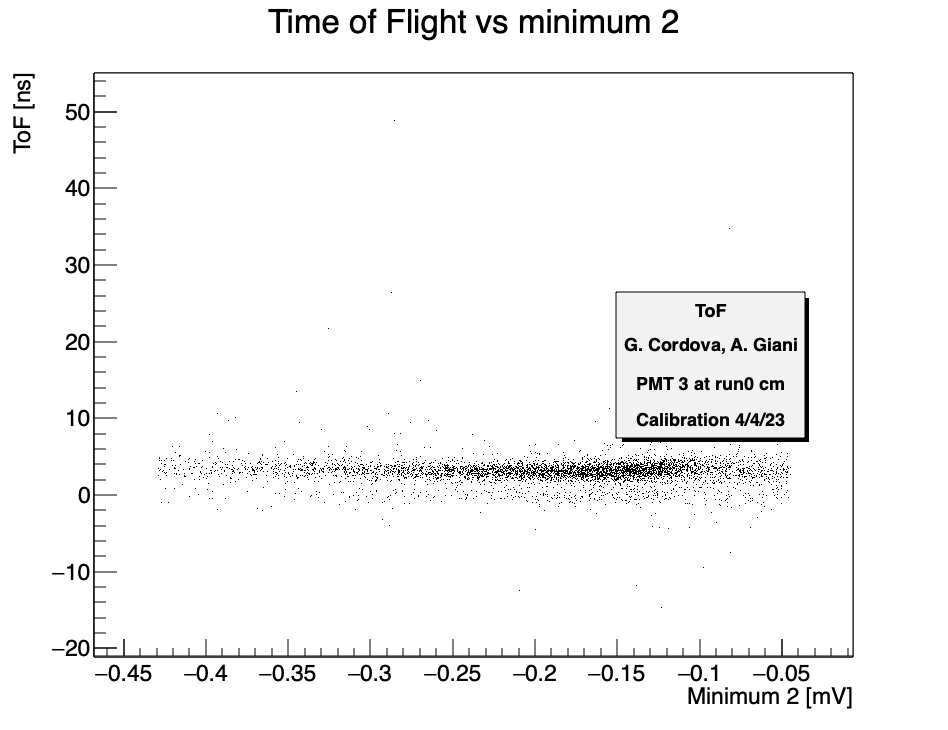 Time of Flight vs minimum 2
ToF [ns]
50
40
30
20
10
0
−10
−20
ToF
G. Cordova, A. Giani
PMT 3 at run0 cm
Calibration 4/4/23
−0.45 −0.4 −0.35 −0.3 −0.25 −0.2 −0.15 −0.1 −0.05
Minimum 2 [mV]